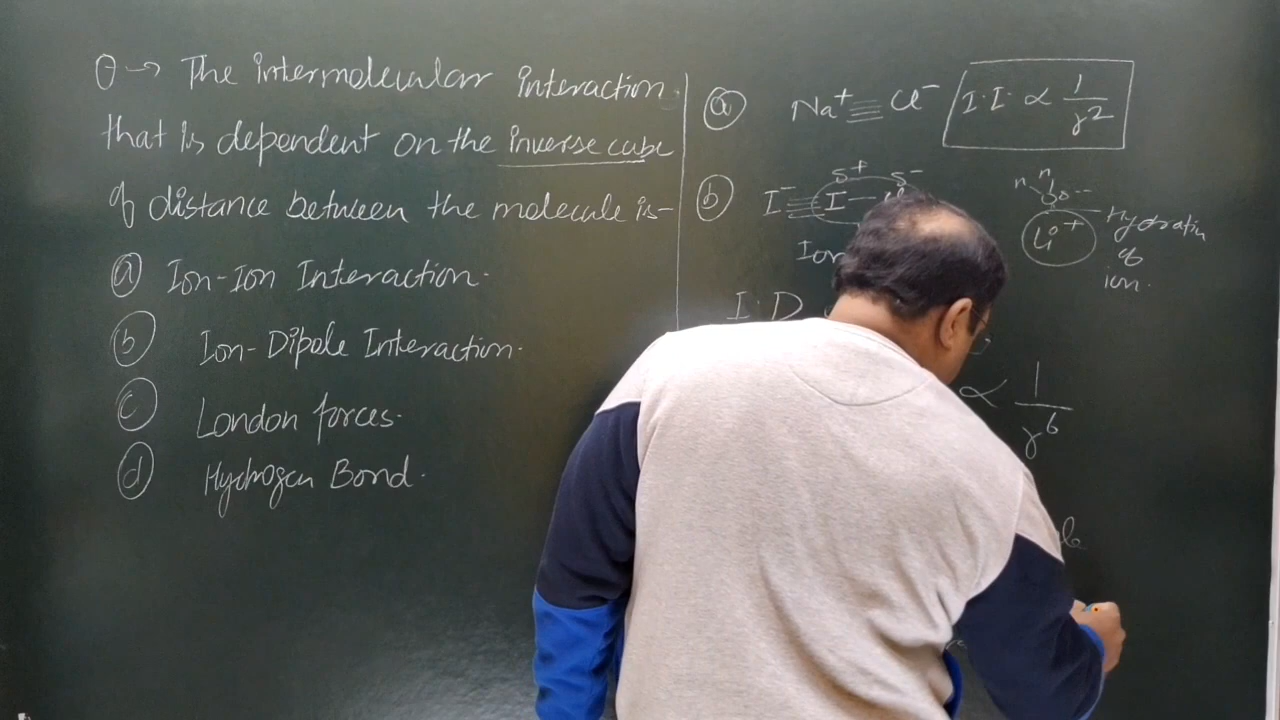 Q → The intermolecular interaction
that is dependent on the inverse cube
of distance between the molecule is-
(a) Ion-Ion Interaction.
(b) Ion-Dipole Interaction.
(c) London forces.
(d) Hydrogen Bond.
(a) Na⁺ ≡ Cl⁻ I.I. ∝ 1/r²
(b) I⁻ ≡ I — δ⁺ δ⁻
Ion
I.D
Li⁺ Hydration
of
ion.
∝ 1/r⁶